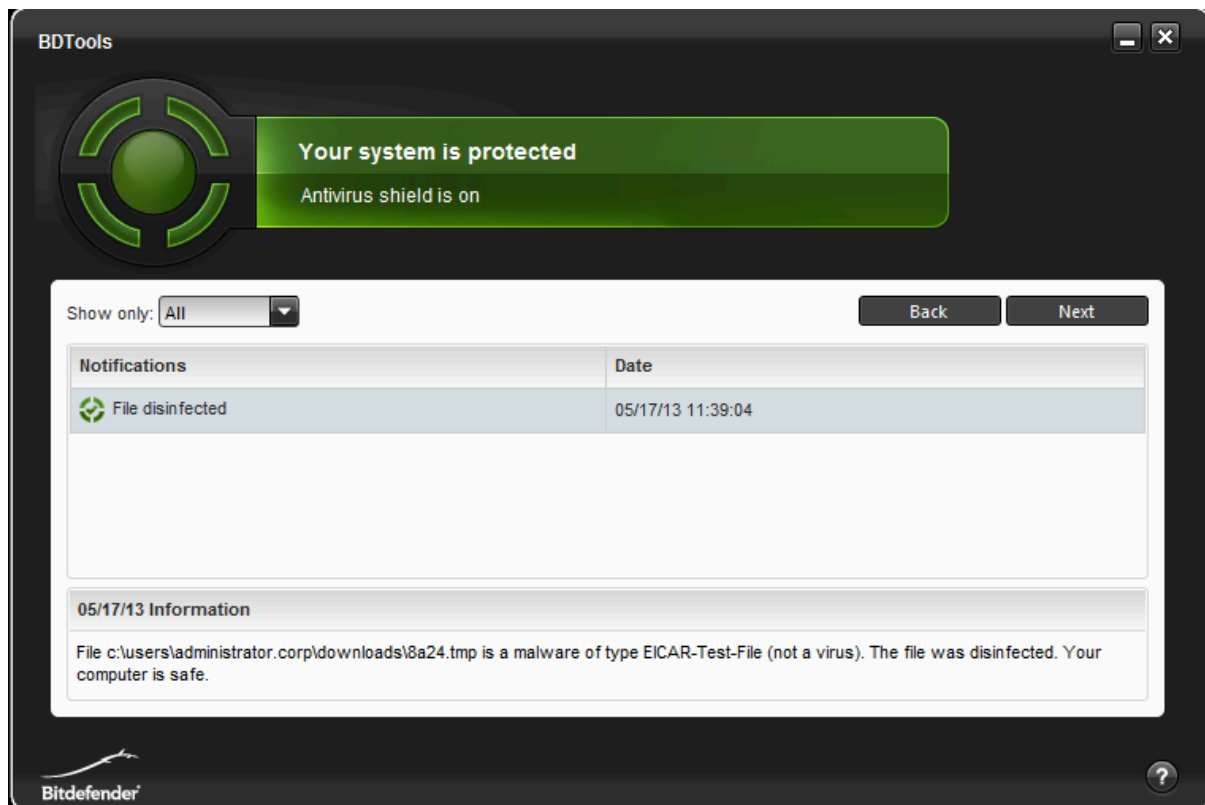 BDTools
Your system is protected
Antivirus shield is on
Show only: All
Back Next
Notifications Date
File disinfected 05/17/13 11:39:04
05/17/13 Information
File c:\users\administrator.corp\downloads\8a24.tmp is a malware of type EICAR-Test-File (not a virus). The file was disinfected. Your
computer is safe.
Bitdefender
?